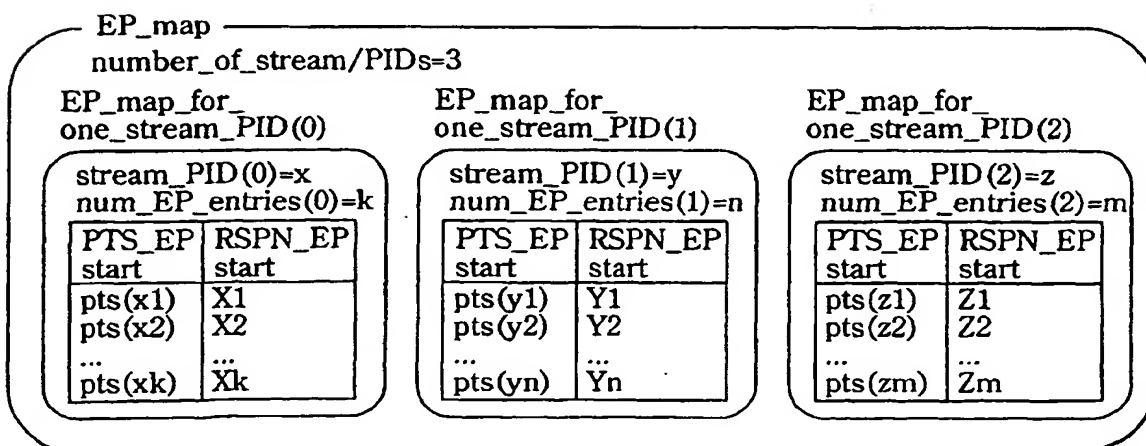 EP_map
number_of_stream/PIDs=3
EP_map_for_
one_stream_PID(0)
stream_PID(0)=x
num_EP_entries(0)=k
PTS_EP RSPN_EP
start start
pts(x1) X1
pts(x2) X2
... ...
pts(xk) Xk
EP_map_for_
one_stream_PID(1)
stream_PID(1)=y
num_EP_entries(1)=n
PTS_EP RSPN_EP
start start
pts(y1) Y1
pts(y2) Y2
... ...
pts(yn) Yn
EP_map_for_
one_stream_PID(2)
stream_PID(2)=z
num_EP_entries(2)=m
PTS_EP RSPN_EP
start start
pts(z1) Z1
pts(z2) Z2
... ...
pts(zm) Zm